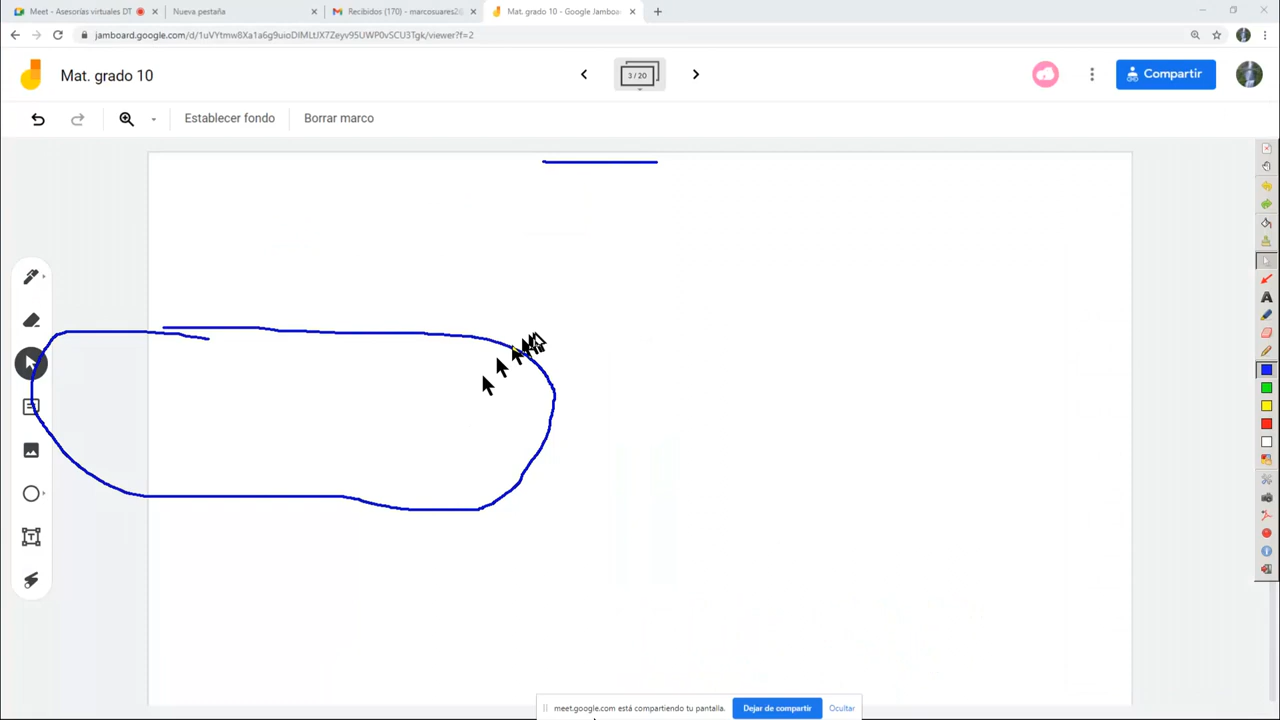 Meet - Asesorías virtuales DT
Nueva pestaña
Recibidos (170) - marcosuares2@
Mat. grado 10 - Google Jamboa
jamboard.google.com/d/1uVYtmw8Xa1a6g9uioDIMLtJX7Zeyv95UWP0vSCU3Tgk/viewer?f=2
Mat. grado 10
3 / 20
Compartir
Establecer fondo
Borrar marco
meet.google.com está compartiendo tu pantalla.
Dejar de compartir
Ocultar